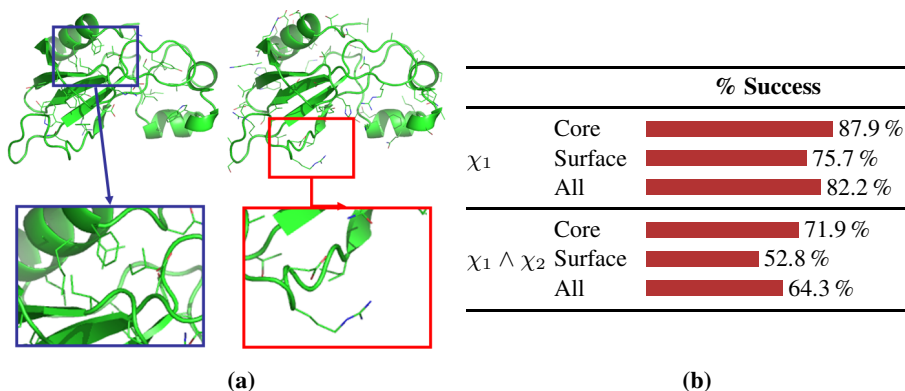 % Success
χ₁
Core 87.9 %
Surface 75.7 %
All 82.2 %
χ₁ ∧ χ₂
Core 71.9 %
Surface 52.8 %
All 64.3 %
(a)
(b)